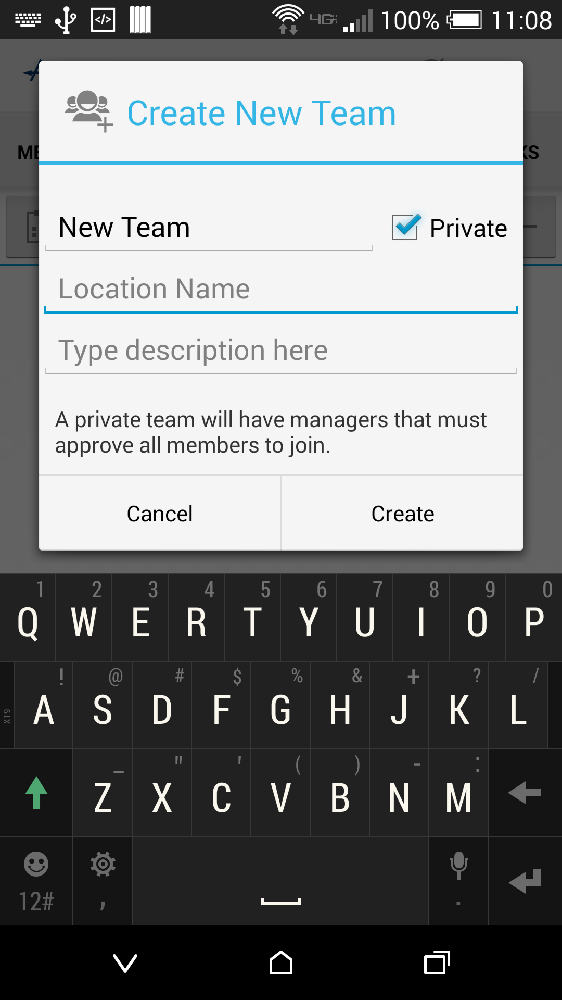 4G LTE 100% 11:08
Create New Team
ME KS
New Team Private
Location Name
Type description here
A private team will have managers that must
approve all members to join.
Cancel Create
1 2 3 4 5 6 7 8 9 0
Q W E R T Y U I O P
! @ # $ % & + ? /
XT9 A S D F G H J K L
_ " ' ( ) - :
Z X C V B N M
12# , .